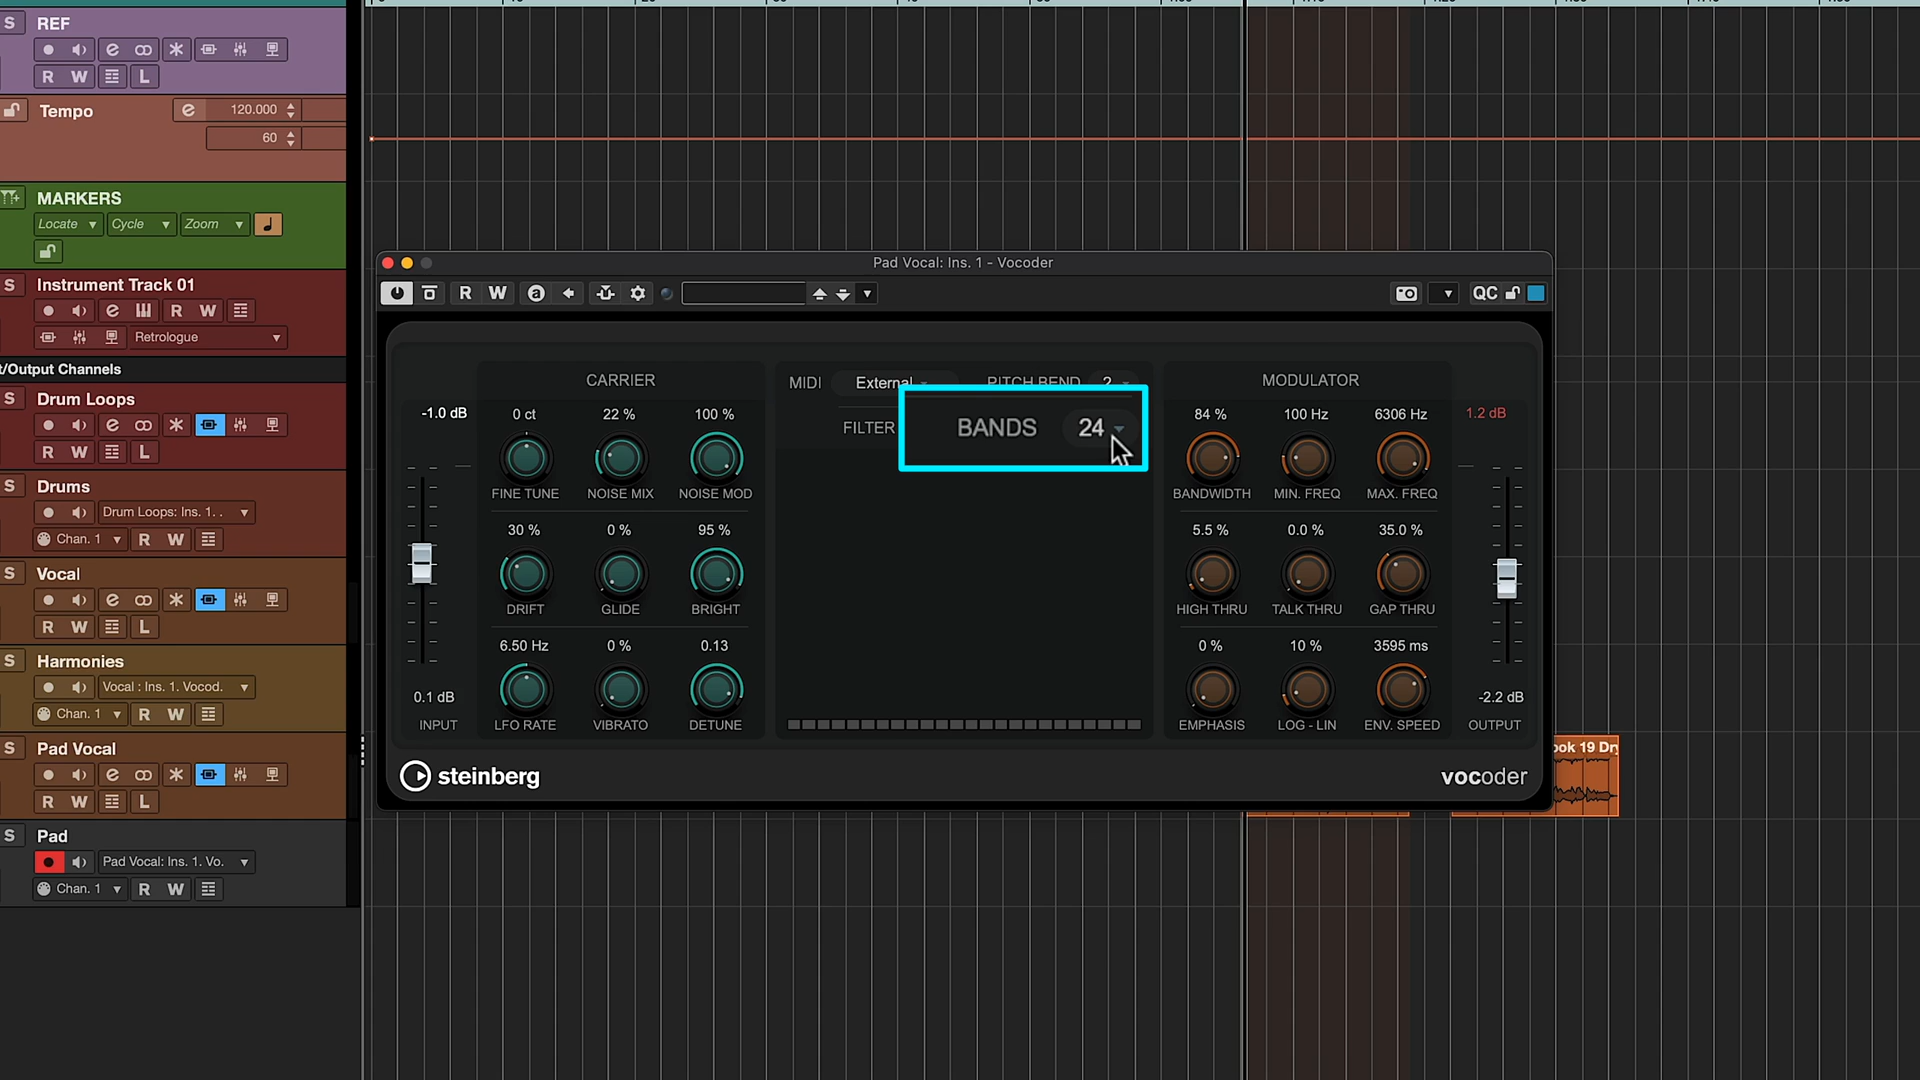 S REF
R W L
Tempo 120.000
60
MARKERS
Locate Cycle Zoom
S Instrument Track 01
R W
Retrologue
t/Output Channels
S Drum Loops
R W L
S Drums
Drum Loops: Ins. 1. .
Chan. 1 R W
S Vocal
R W L
S Harmonies
Vocal : Ins. 1. Vocod.
Chan. 1 R W
S Pad Vocal
R W L
S Pad
Pad Vocal: Ins. 1. Vo.
Chan. 1 R W
Pad Vocal: Ins. 1 - Vocoder
R W a QC
CARRIER
-1.0 dB 0 ct 22 % 100 %
FINE TUNE NOISE MIX NOISE MOD
30 % 0 % 95 %
DRIFT GLIDE BRIGHT
6.50 Hz 0 % 0.13
0.1 dB
INPUT LFO RATE VIBRATO DETUNE
MIDI External PITCH BEND 2
FILTER BANDS 24
MODULATOR
84 % 100 Hz 6306 Hz 1.2 dB
BANDWIDTH MIN. FREQ MAX. FREQ
5.5 % 0.0 % 35.0 %
HIGH THRU TALK THRU GAP THRU
0 % 10 % 3595 ms
-2.2 dB
EMPHASIS LOG - LIN ENV. SPEED OUTPUT
steinberg
vocoder
ook 19 Dry